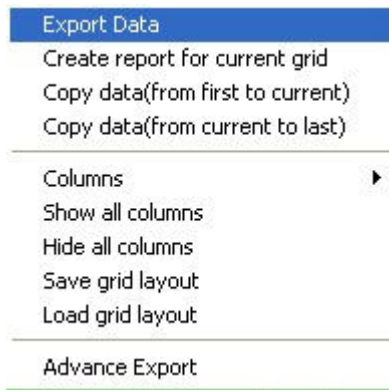 Export Data
Create report for current grid
Copy data(from first to current)
Copy data(from current to last)
Columns
Show all columns
Hide all columns
Save grid layout
Load grid layout
Advance Export